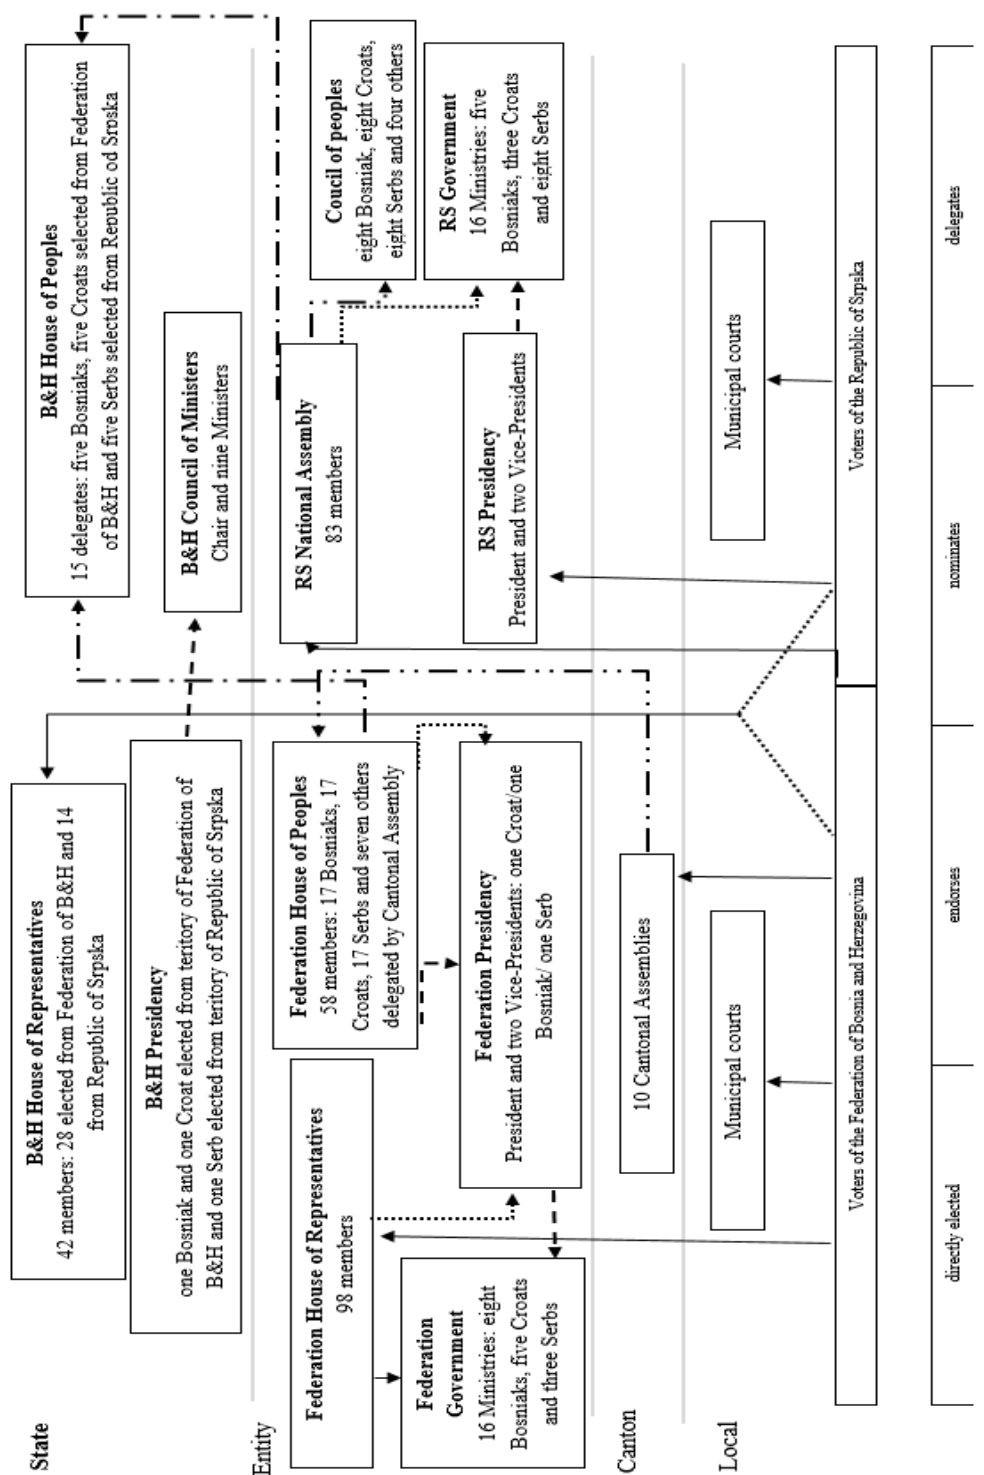 State
B&H House of Representatives
42 members: 28 elected from Federation of B&H and 14
from Republic of Srpska
B&H House of Peoples
15 delegates: five Bosniaks, five Croats selected from Federation
of B&H and five Serbs selected from Republic od Srpska
B&H Presidency
one Bosniak and one Croat elected from teritory of Federation of
B&H and one Serb elected from teritory of Republic of Srpska
B&H Council of Ministers
Chair and nine Ministers
Entity
Federation House of Representatives
98 members
Federation House of Peoples
58 members: 17 Bosniaks, 17
Croats, 17 Serbs and seven others
delegated by Cantonal Assembly
RS National Assembly
83 members
Coucil of peoples
eight Bosniak, eight Croats,
eight Serbs and four others
Federation
Government
16 Ministries: eight
Bosniaks, five Croats
and three Serbs
Federation Presidency
President and two Vice-Presidents: one Croat/one
Bosniak/ one Serb
RS Presidency
President and two Vice-Presidents
RS Government
16 Ministries: five
Bosniaks, three Croats
and eight Serbs
Canton
10 Cantonal Assemblies
Local
Municipal courts
Municipal courts
Voters of the Federation of Bosnia and Herzegovina
Voters of the Republic of Srpska
directly elected
endorses
nominates
delegates